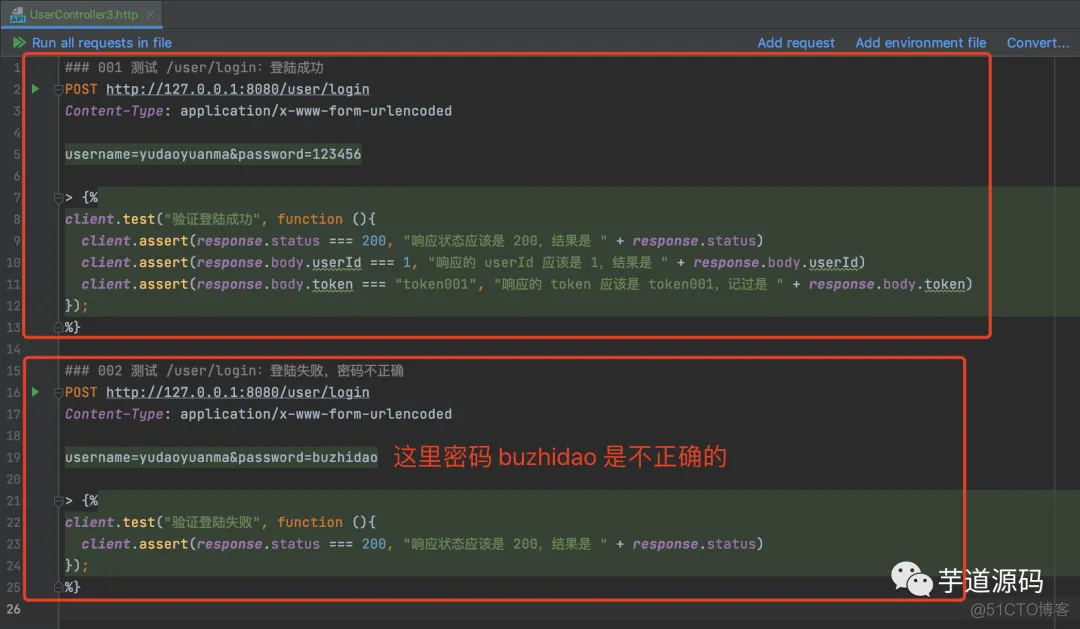 UserController3.http
Run all requests in file
Add request
Add environment file
Convert...
1 ### 001 测试 /user/login：登陆成功
2 POST http://127.0.0.1:8080/user/login
3 Content-Type: application/x-www-form-urlencoded
4
5 username=yudaoyuanma&password=123456
6
7 > {%
8 client.test("验证登陆成功", function (){
9 client.assert(response.status === 200, "响应状态应该是 200，结果是 " + response.status)
10 client.assert(response.body.userId === 1, "响应的 userId 应该是 1，结果是 " + response.body.userId)
11 client.assert(response.body.token === "token001", "响应的 token 应该是 token001，记过是 " + response.body.token)
12 });
13 %}
14
15 ### 002 测试 /user/login：登陆失败，密码不正确
16 POST http://127.0.0.1:8080/user/login
17 Content-Type: application/x-www-form-urlencoded
18
19 username=yudaoyuanma&password=buzhidao 这里密码 buzhidao 是不正确的
20
21 > {%
22 client.test("验证登陆失败", function (){
23 client.assert(response.status === 200, "响应状态应该是 200，结果是 " + response.status)
24 });
25 %}
26
API
芋道源码
@51CTO博客